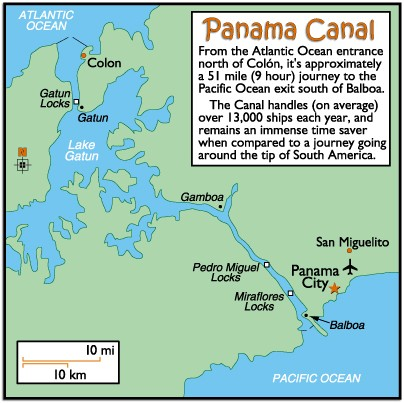 ATLANTIC
OCEAN
Panama Canal
From the Atlantic Ocean entrance
north of Colón, it's approximately
a 51 mile (9 hour) journey to the
Pacific Ocean exit south of Balboa.
The Canal handles (on average)
over 13,000 ships each year, and
remains an immense time saver
when compared to a journey going
around the tip of South America.
Colon
Gatun
Locks
Gatun
Lake
Gatun
N
Gamboa
San Miguelito
Pedro Miguel
Locks
Panama
City
Miraflores
Locks
Balboa
10 mi
10 km
PACIFIC OCEAN